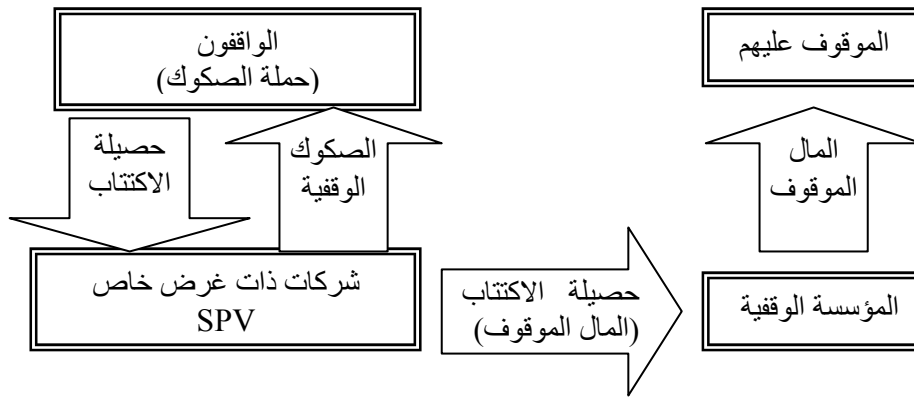 الواقفون
(حملة الصكوك)
الموقوف عليهم
حصيلة
الاكتتاب
الصكوك
الوقفية
المال
الموقوف
شركات ذات غرض خاص
SPV
حصيلة الاكتتاب
(المال الموقوف)
المؤسسة الوقفية